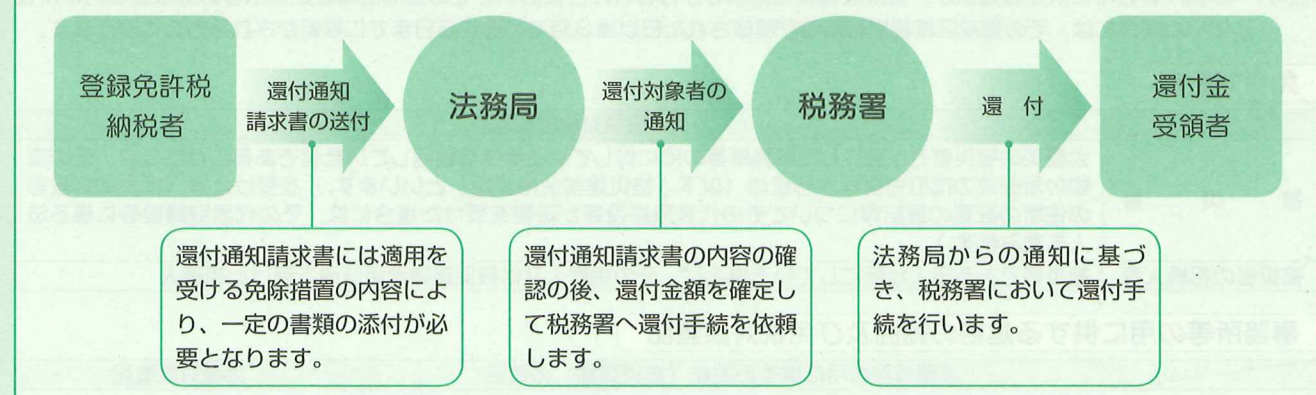 登録免許税
納税者
還付通知
請求書の送付
法務局
還付対象者の
通知
税務署
還　付
還付金
受領者
還付通知請求書には適用を
受ける免除措置の内容によ
り、一定の書類の添付が必
要となります。
還付通知請求書の内容の確
認の後、還付金額を確定し
て税務署へ還付手続を依頼
します。
法務局からの通知に基づ
き、税務署において還付手
続を行います。